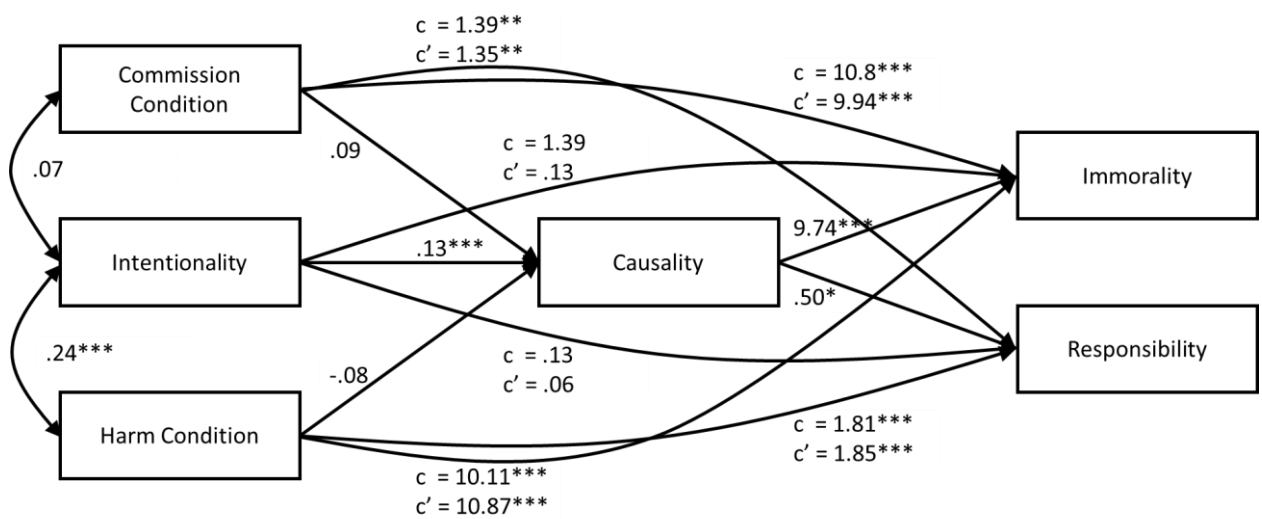 c = 1.39**
c’ = 1.35**
Commission
Condition
c = 10.8***
c’ = 9.94***
.09
c = 1.39
c’ = .13
.07
Immorality
Intentionality
.13***
Causality
9.74***
.50*
.24***
-.08
c = .13
c’ = .06
Responsibility
Harm Condition
c = 1.81***
c’ = 1.85***
c = 10.11***
c’ = 10.87***